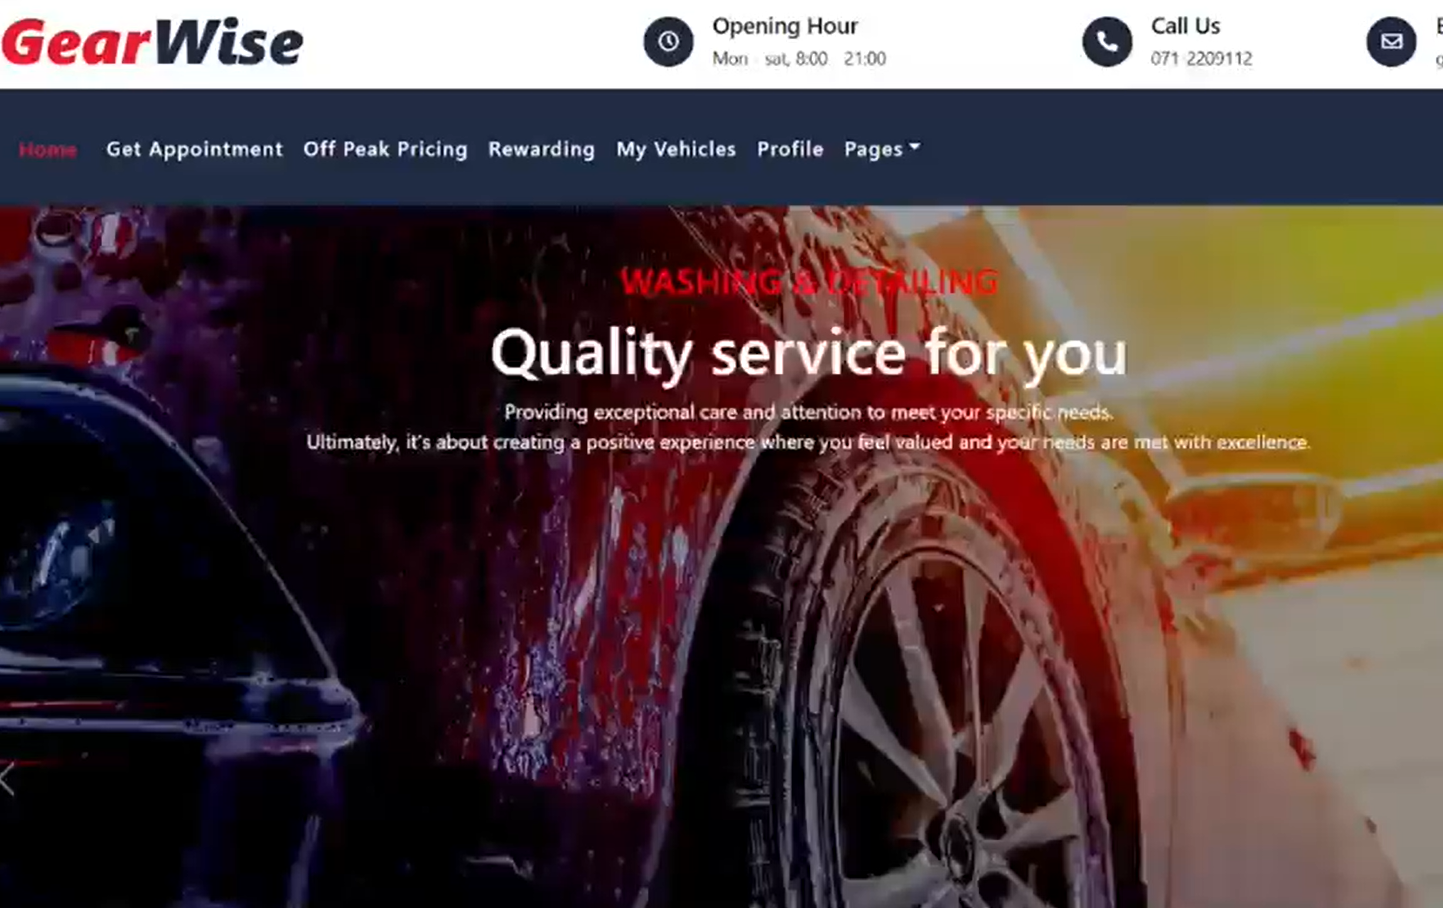 GearWise
Opening Hour
Mon - sat, 8:00 - 21:00
Call Us
071-2209112
Home Get Appointment Off Peak Pricing Rewarding My Vehicles Profile Pages
WASHING & DETAILING
Quality service for you
Providing exceptional care and attention to meet your specific needs.
Ultimately, it's about creating a positive experience where you feel valued and your needs are met with excellence.